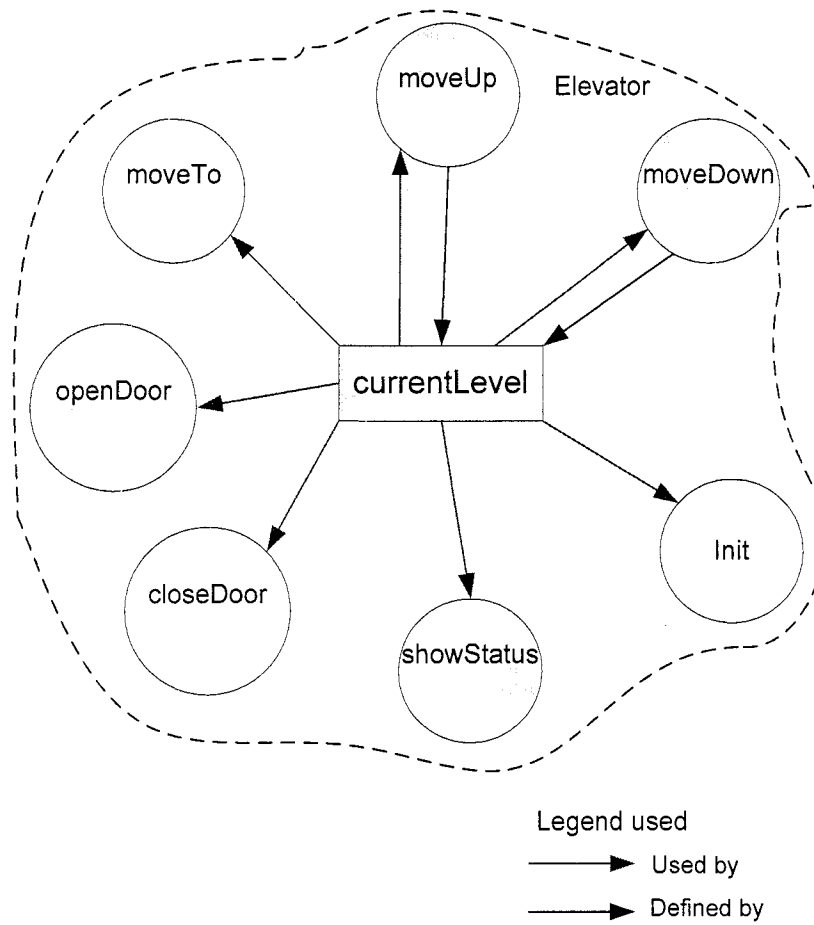 moveUp
Elevator
moveTo
moveDown
openDoor
currentLevel
Init
closeDoor
showStatus
Legend used
Used by
Defined by